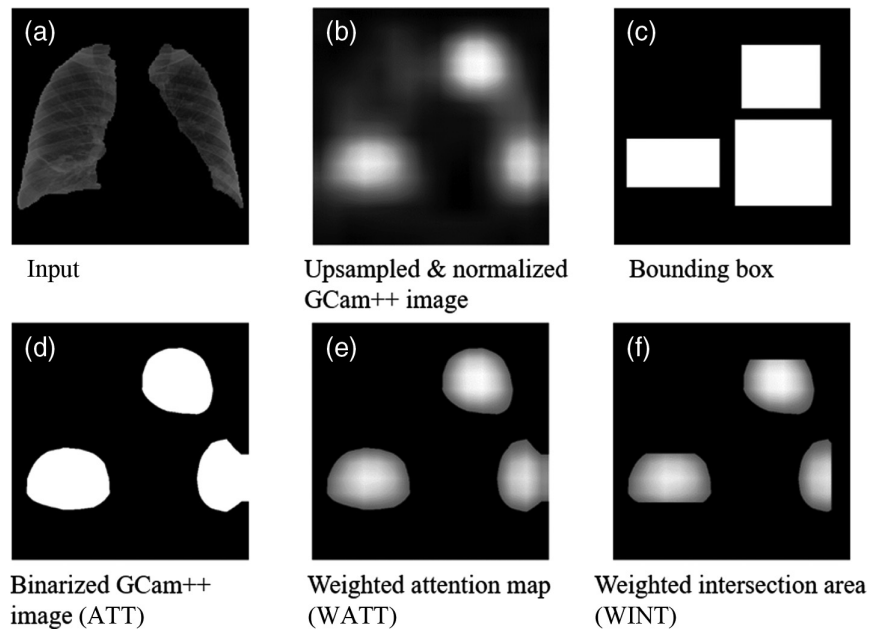 (a)
(b)
(c)
Input
Upsampled & normalized
GCam++ image
Bounding box
(d)
(e)
(f)
Binarized GCam++
image (ATT)
Weighted attention map
(WATT)
Weighted intersection area
(WINT)